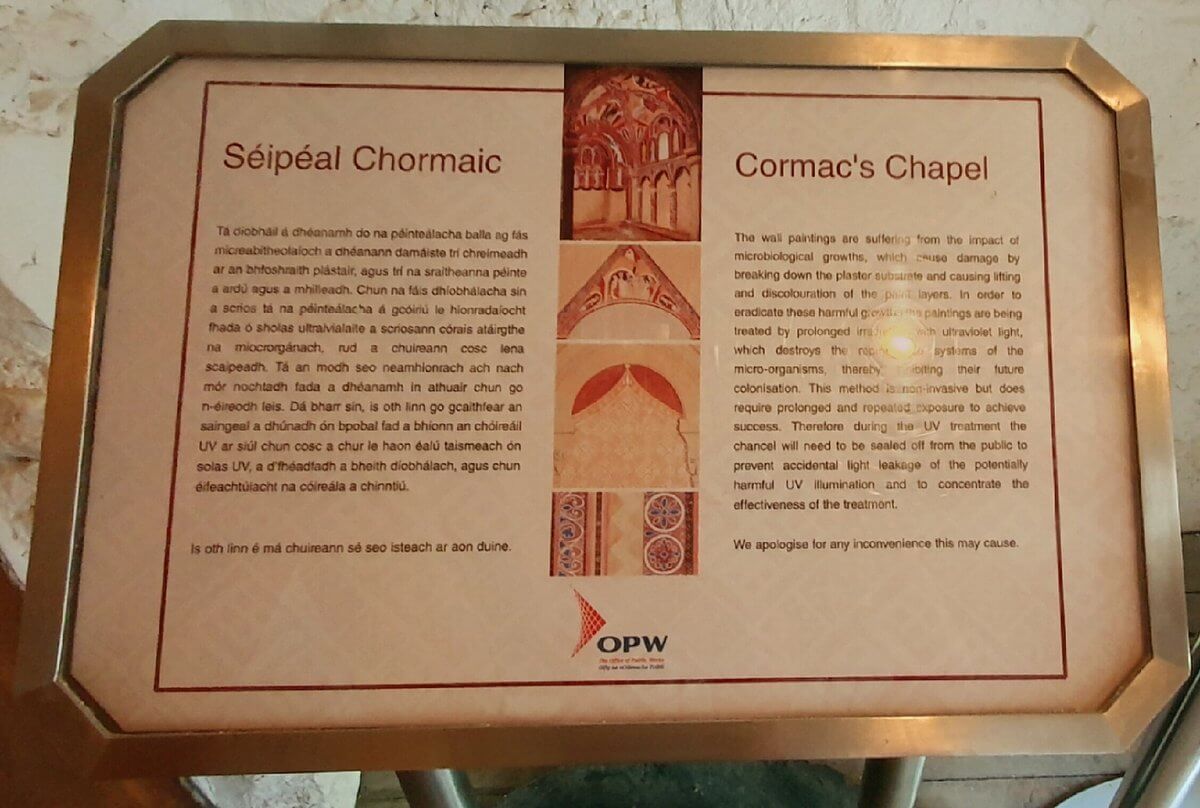 Séipéal Chormaic
Tá díobháil á dhéanamh do na péinteálacha balla ag fás
micreabitheolaíoch a dhéanann damáiste trí chreimeadh
ar an bhfoshraith plástair, agus trí na sraitheanna péinte
a ardú agus a mhilleadh. Chun na fáis dhíobhálacha sin
a scrios tá na péinteálacha á gcóiriú le hionradaíocht
fhada ó sholas ultraivialaite a scriosann córais atáirgthe
na miocrorgánach, rud a chuireann cosc lena
scaipeadh. Tá an modh seo neamhionrach ach nach
mór nochtadh fada a dhéanamh in athuair chun go
n-éireodh leis. Dá bharr sin, is oth linn go gcaithfear an
saingeal a dhúnadh ón bpobal fad a bhíonn an chóireáil
UV ar siúl chun cosc a chur le haon éalú taismeach ón
solas UV, a d'fhéadfadh a bheith díobhálach, agus chun
éifeachtúlacht na cóireála a chinntiú.
Is oth linn é má chuireann sé seo isteach ar aon duine.
Cormac's Chapel
The wall paintings are suffering from the impact of
microbiological growths, which cause damage by
breaking down the plaster substrate and causing lifting
and discolouration of the paint layers. In order to
eradicate these harmful growths the paintings are being
treated by prolonged with ultraviolet light,
which destroys the systems of the
micro-organisms, thereby inhibiting their future
colonisation. This method is non-invasive but does
require prolonged and repeated exposure to achieve
success. Therefore during the UV treatment the
chancel will need to be sealed off from the public to
prevent accidental light leakage of the potentially
harmful UV illumination and to concentrate the
effectiveness of the treatment.
We apologise for any inconvenience this may cause.
OPW
The Office of Public Works
Oifig na nOibreacha Poiblí